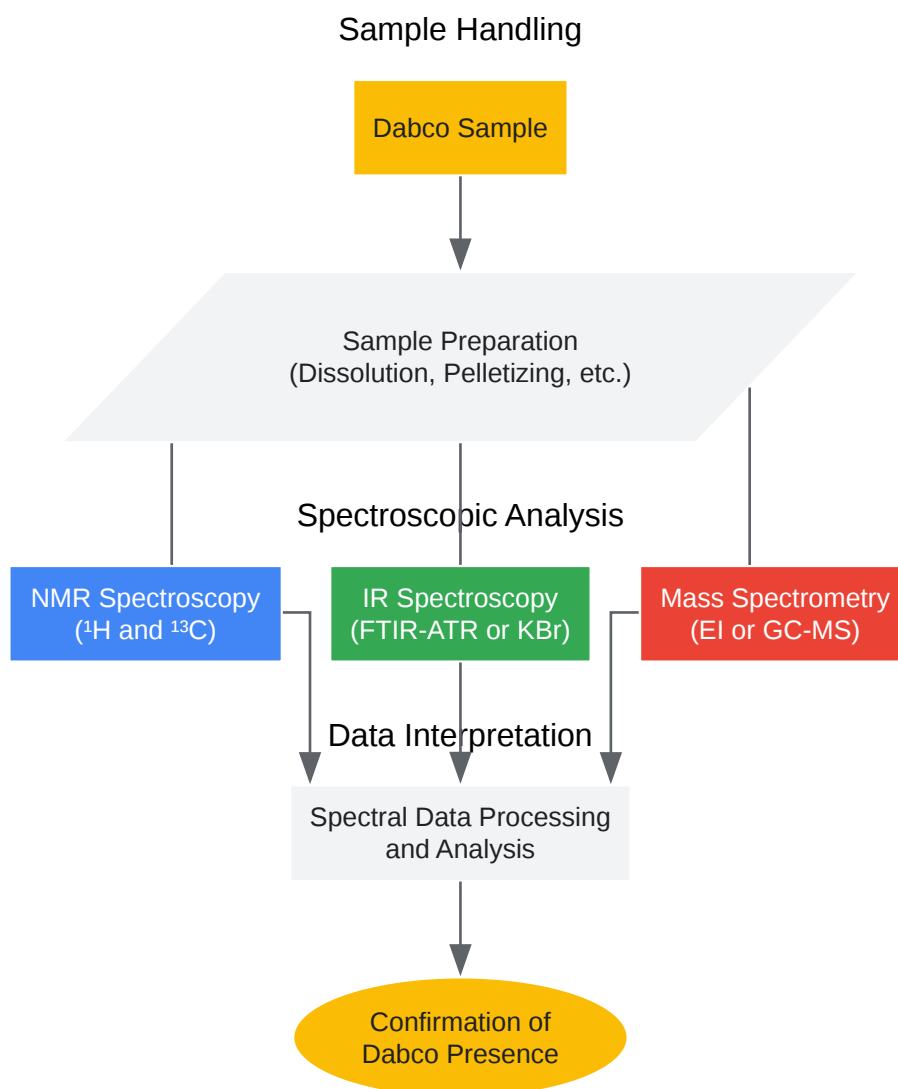 Sample Handling
Dabco Sample
Sample Preparation
(Dissolution, Pelletizing, etc.)
Spectroscopic Analysis
NMR Spectroscopy
(¹H and ¹³C)
IR Spectroscopy
(FTIR-ATR or KBr)
Mass Spectrometry
(EI or GC-MS)
Data Interpretation
Spectral Data Processing
and Analysis
Confirmation of
Dabco Presence